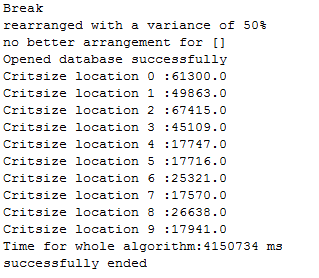 Break
rearranged with a variance of 50%
no better arrangement for []
Opened database successfully
Critsize location 0 :61300.0
Critsize location 1 :49863.0
Critsize location 2 :67415.0
Critsize location 3 :45109.0
Critsize location 4 :17747.0
Critsize location 5 :17716.0
Critsize location 6 :25321.0
Critsize location 7 :17570.0
Critsize location 8 :26638.0
Critsize location 9 :17941.0
Time for whole algorithm:4150734 ms
successfully ended